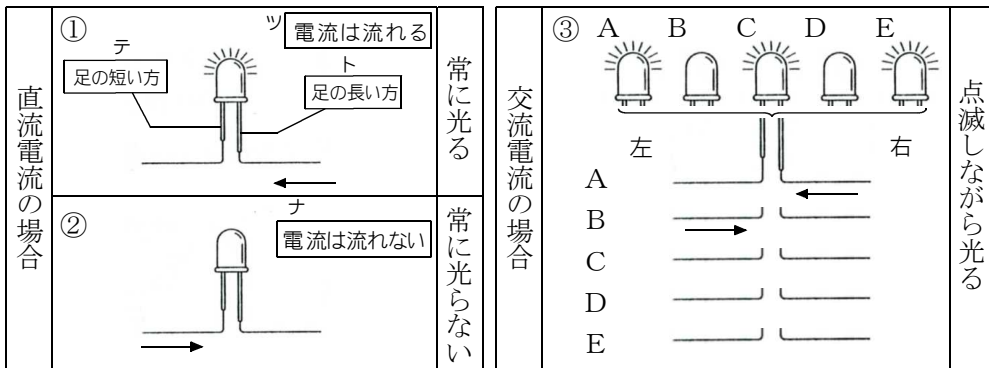 直流電流の場合
①
ツ
電流は流れる
テ
足の短い方
ト
足の長い方
常に光る
②
ナ
電流は流れない
常に光らない
交流電流の場合
③ A B C D E
左 右
A
B
C
D
E
点滅しながら光る